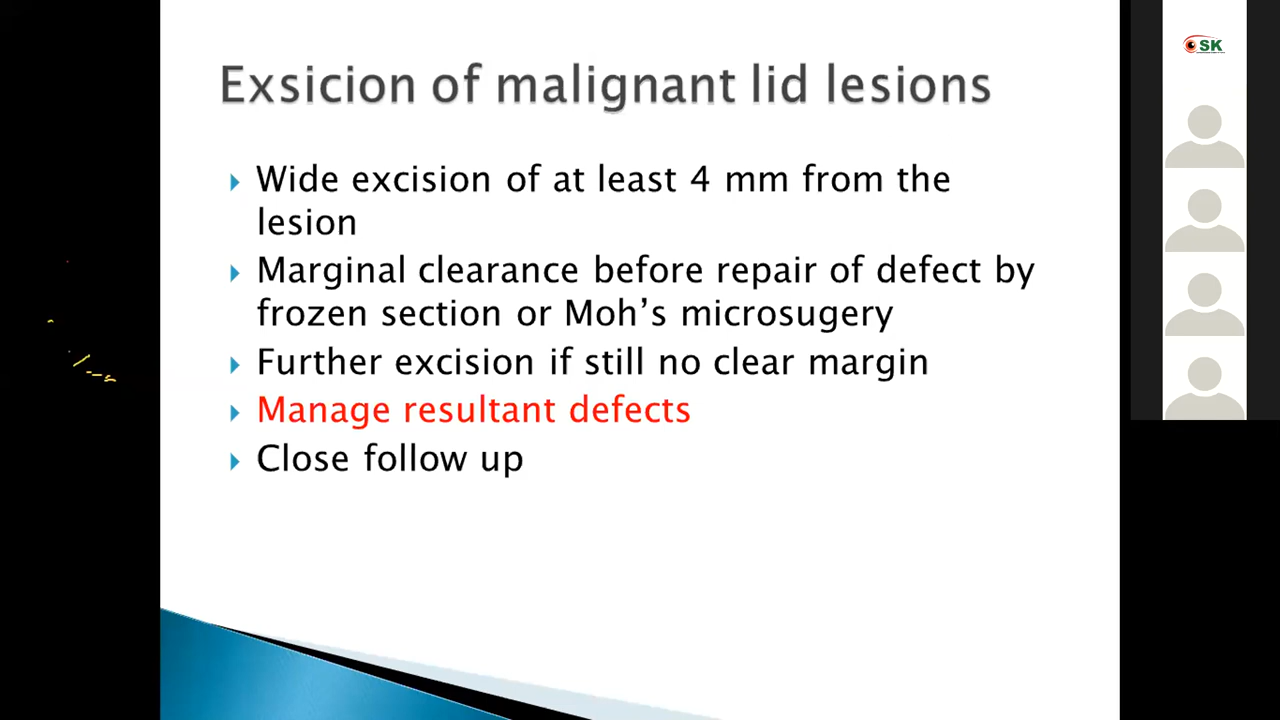 Exsicion of malignant lid lesions
Wide excision of at least 4 mm from the
lesion
Marginal clearance before repair of defect by
frozen section or Moh's microsugery
Further excision if still no clear margin
Manage resultant defects
Close follow up
OSK